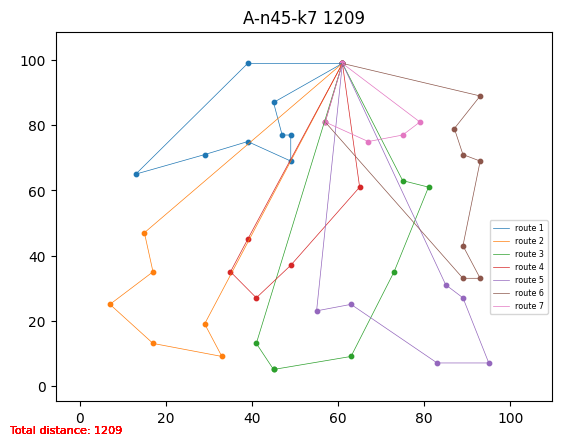 A-n45-k7 1209
100
80
60
40
20
0
0 20 40 60 80 100
route 1
route 2
route 3
route 4
route 5
route 6
route 7
Total distance: 1209